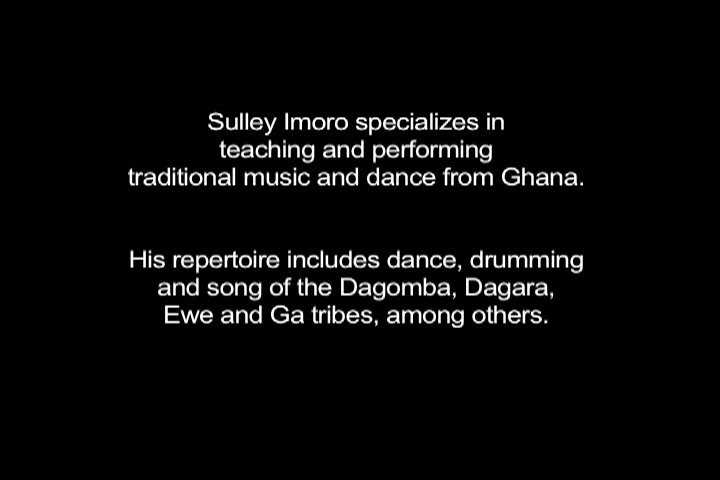 Sulley Imoro specializes in
teaching and performing
traditional music and dance from Ghana.
His repertoire includes dance, drumming
and song of the Dagomba, Dagara,
Ewe and Ga tribes, among others.